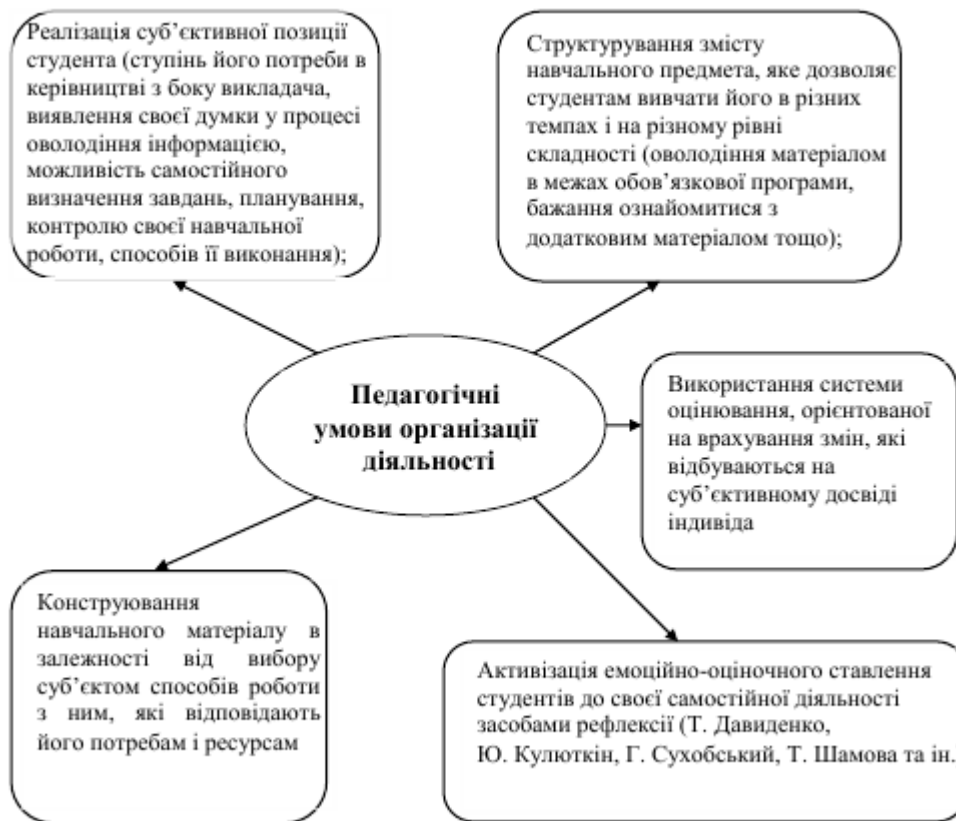 Реалізація суб’єктивної позиції
студента (ступінь його потреби в
керівництві з боку викладача,
виявлення своєї думки у процесі
оволодіння інформацією,
можливість самостійного
визначення завдань, планування,
контролю своєї навчальної
роботи, способів її виконання);
Структурування змісту
навчального предмета, яке дозволяє
студентам вивчати його в різних
темпах і на різному рівні
складності (оволодіння матеріалом
в межах обов’язкової програми,
бажання ознайомитися з
додатковим матеріалом тощо);
Педагогічні
умови організації
діяльності
Використання системи
оцінювання, орієнтованої
на врахування змін, які
відбуваються на
суб’єктивному досвіді
індивіда
Конструювання
навчального матеріалу в
залежності від вибору
суб’єктом способів роботи
з ним, які відповідають
його потребам і ресурсам
Активізація емоційно-оціночного ставлення
студентів до своєї самостійної діяльності
засобами рефлексії (Т. Давиденко,
Ю. Кулюткін, Г. Сухобський, Т. Шамова та ін.